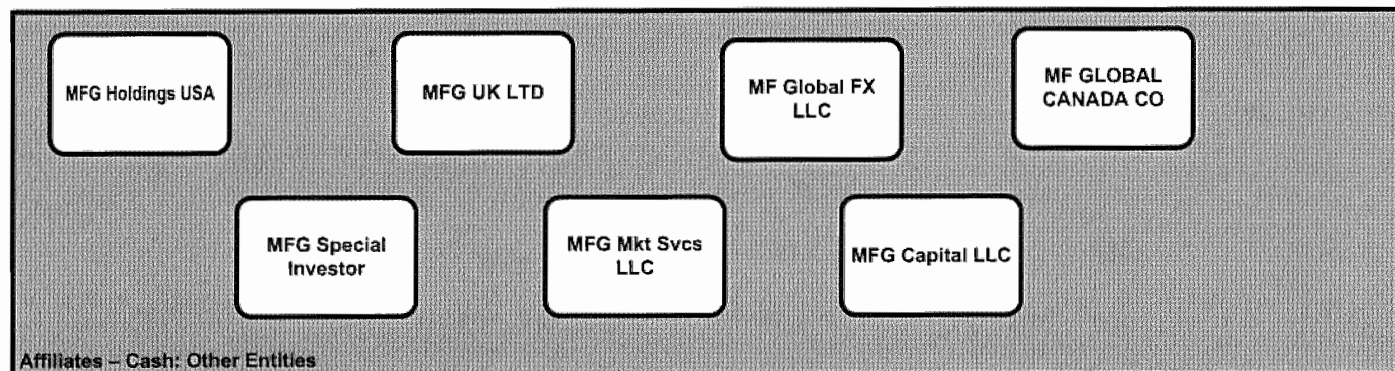 MFG Holdings USA
MFG UK LTD
MF Global FX
LLC
MF GLOBAL
CANADA CO
MFG Special
Investor
MFG Mkt Svcs
LLC
MFG Capital LLC
Affiliates – Cash: Other Entities